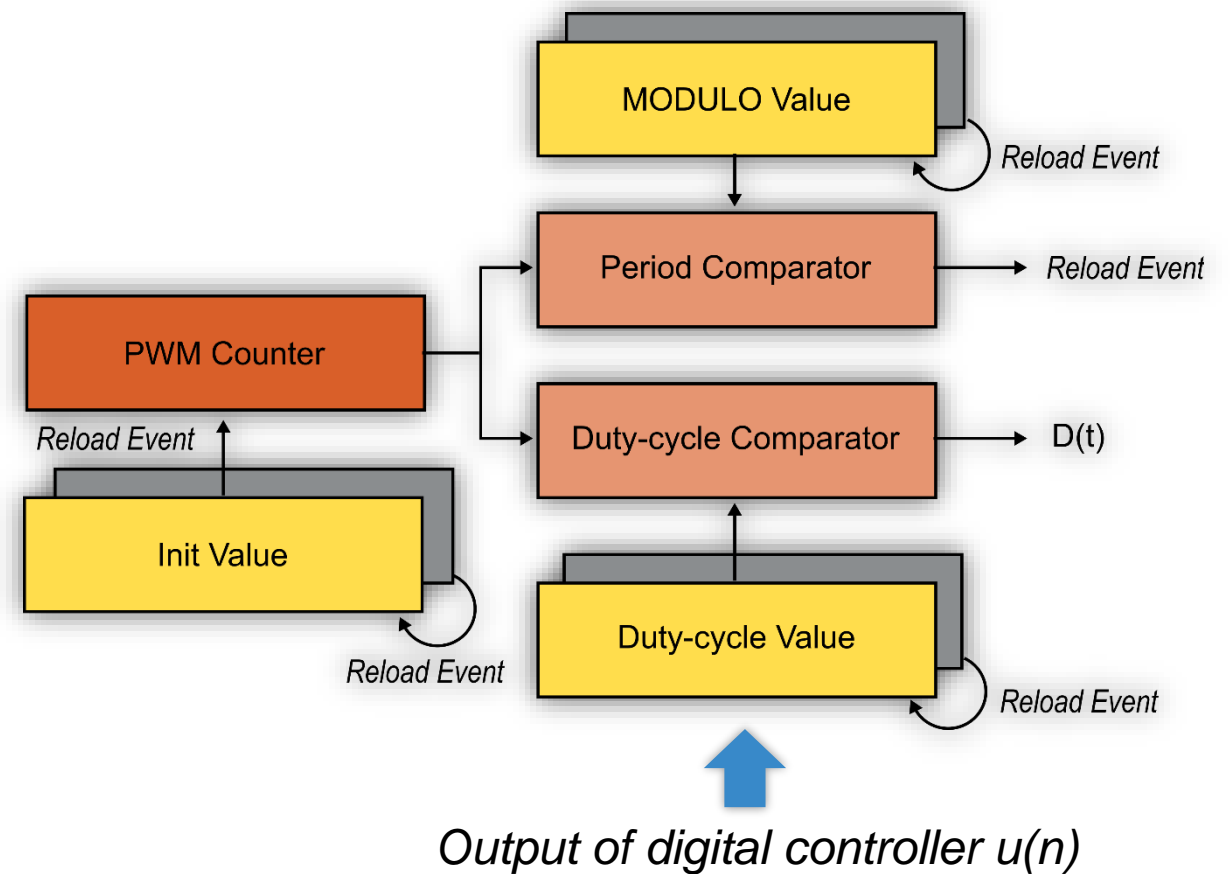 MODULO Value
Reload Event
Period Comparator
Reload Event
PWM Counter
Duty-cycle Comparator
D(t)
Reload Event
Init Value
Reload Event
Duty-cycle Value
Reload Event
Output of digital controller u(n)